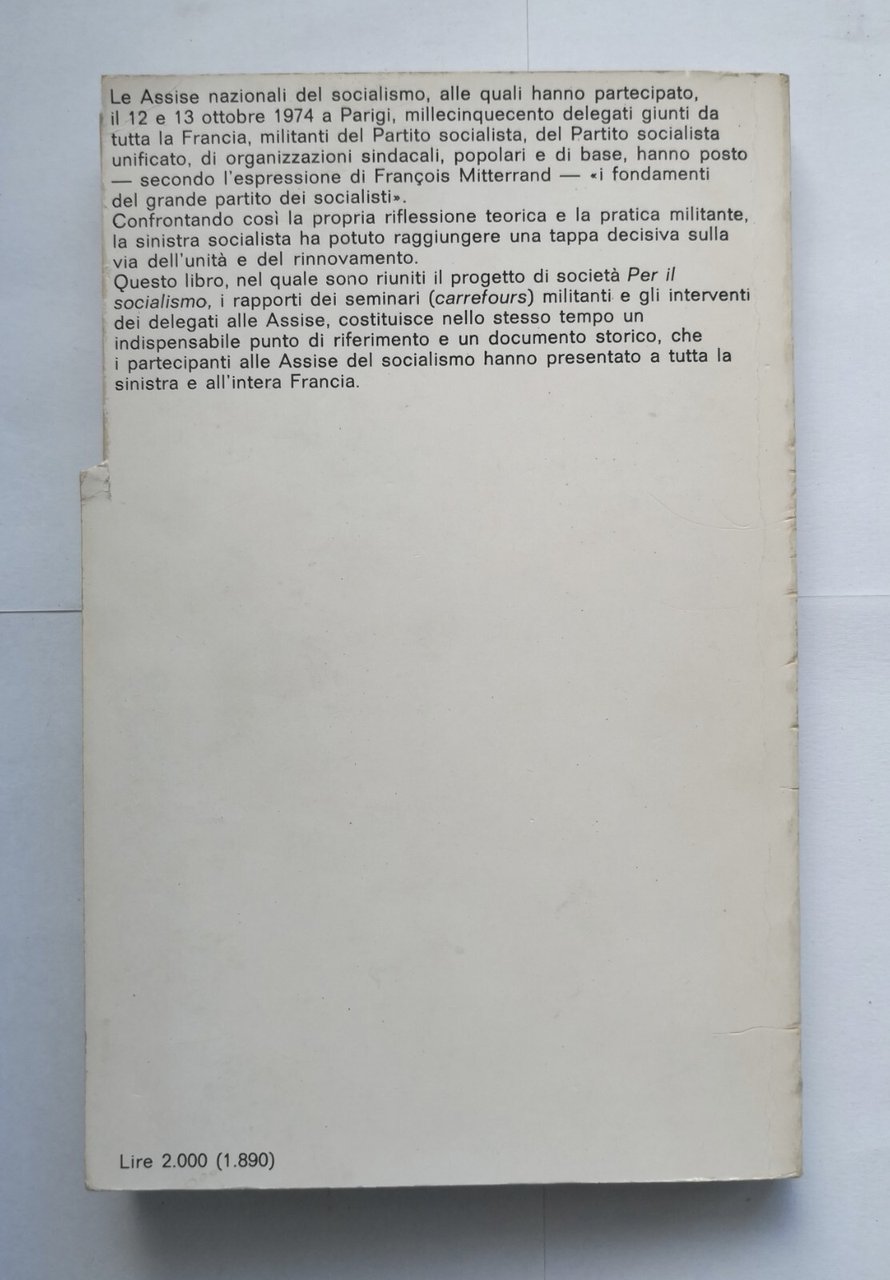 Le Assise nazionali del socialismo, alle quali hanno partecipato,
il 12 e 13 ottobre 1974 a Parigi, millecinquecento delegati giunti da
tutta la Francia, militanti del Partito socialista, del Partito socialista
unificato, di organizzazioni sindacali, popolari e di base, hanno posto
— secondo l'espressione di François Mitterrand — «i fondamenti
del grande partito dei socialisti».
Confrontando così la propria riflessione teorica e la pratica militante,
la sinistra socialista ha potuto raggiungere una tappa decisiva sulla
via dell'unità e del rinnovamento.
Questo libro, nel quale sono riuniti il progetto di società Per il
socialismo, i rapporti dei seminari (carrefours) militanti e gli interventi
dei delegati alle Assise, costituisce nello stesso tempo un
indispensabile punto di riferimento e un documento storico, che
i partecipanti alle Assise del socialismo hanno presentato a tutta la
sinistra e all'intera Francia.
Lire 2.000 (1.890)